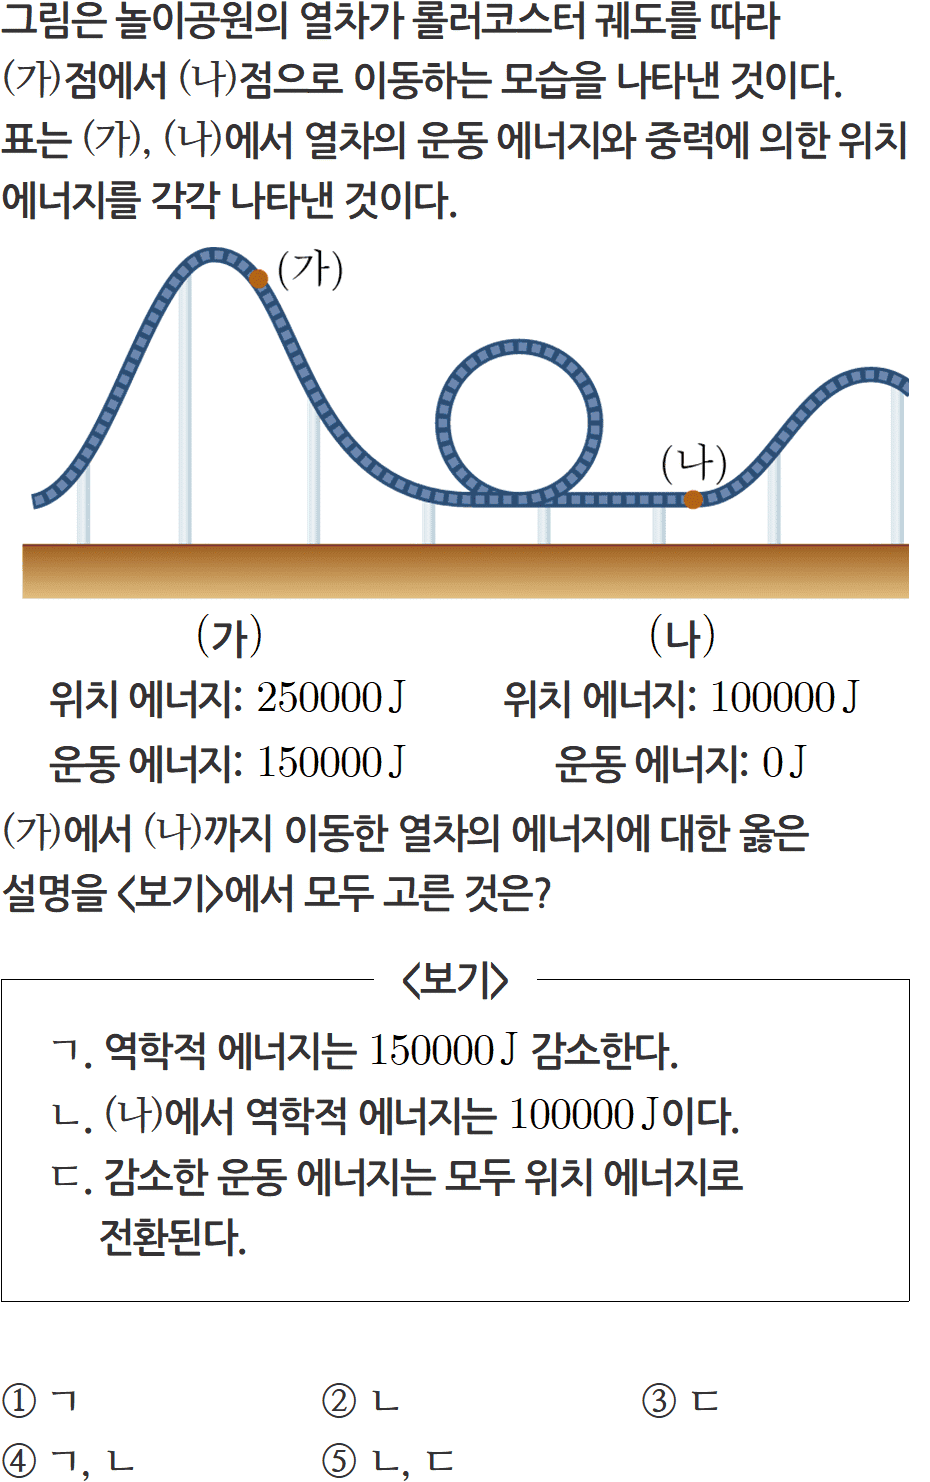 그림은 놀이공원의 열차가 롤러코스터 궤도를 따라
(가)점에서 (나)점으로 이동하는 모습을 나타낸 것이다.
표는 (가), (나)에서 열차의 운동 에너지와 중력에 의한 위치
에너지를 각각 나타낸 것이다.
(가)
(나)
(가) (나)
위치 에너지: 250000 J 위치 에너지: 100000 J
운동 에너지: 150000 J 운동 에너지: 0 J
(가)에서 (나)까지 이동한 열차의 에너지에 대한 옳은
설명을 <보기>에서 모두 고른 것은?
<보기>
ㄱ. 역학적 에너지는 150000 J 감소한다.
ㄴ. (나)에서 역학적 에너지는 100000 J이다.
ㄷ. 감소한 운동 에너지는 모두 위치 에너지로
전환된다.
① ㄱ ② ㄴ ③ ㄷ
④ ㄱ, ㄴ ⑤ ㄴ, ㄷ